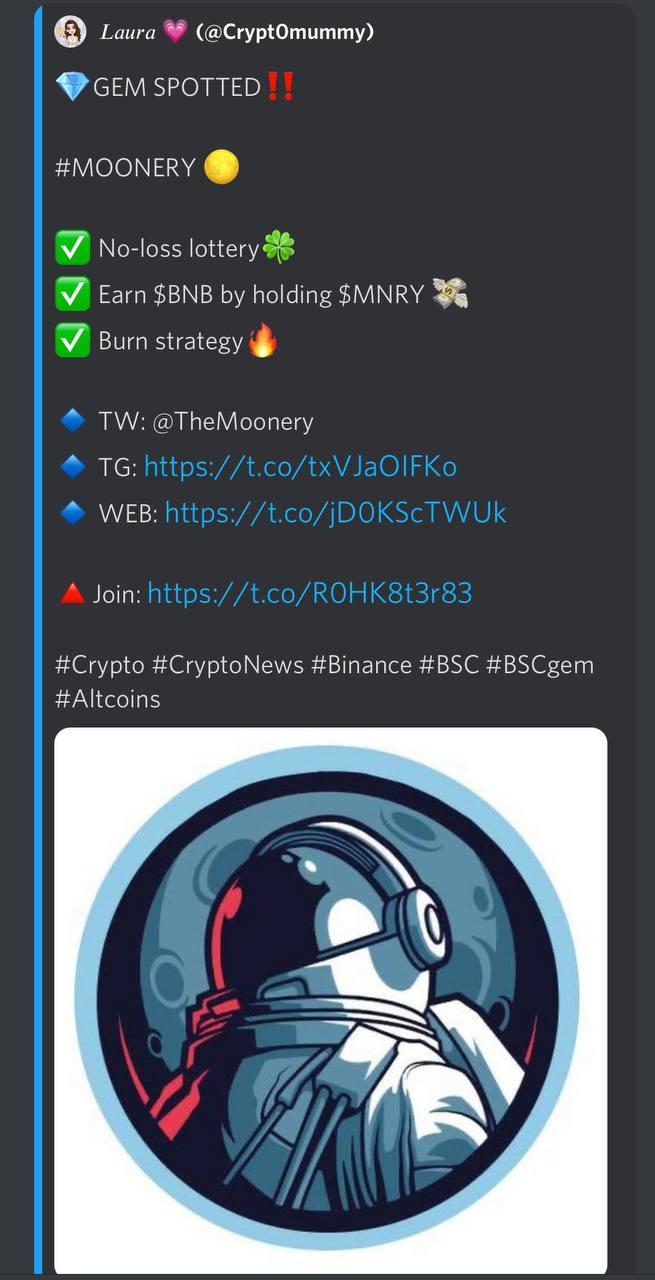 𝐿𝑎𝑢𝑟𝑎 💗 (@Crypt0mummy)
💎GEM SPOTTED‼️
#MOONERY 🌕
✅ No-loss lottery🍀
✅ Earn $BNB by holding $MNRY 💸
✅ Burn strategy🔥
🔹 TW: @TheMoonery
🔹 TG: https://t.co/txVJaOIFKo
🔹 WEB: https://t.co/jD0KScTWUk
🔺Join: https://t.co/R0HK8t3r83
#Crypto #CryptoNews #Binance #BSC #BSCgem
#Altcoins